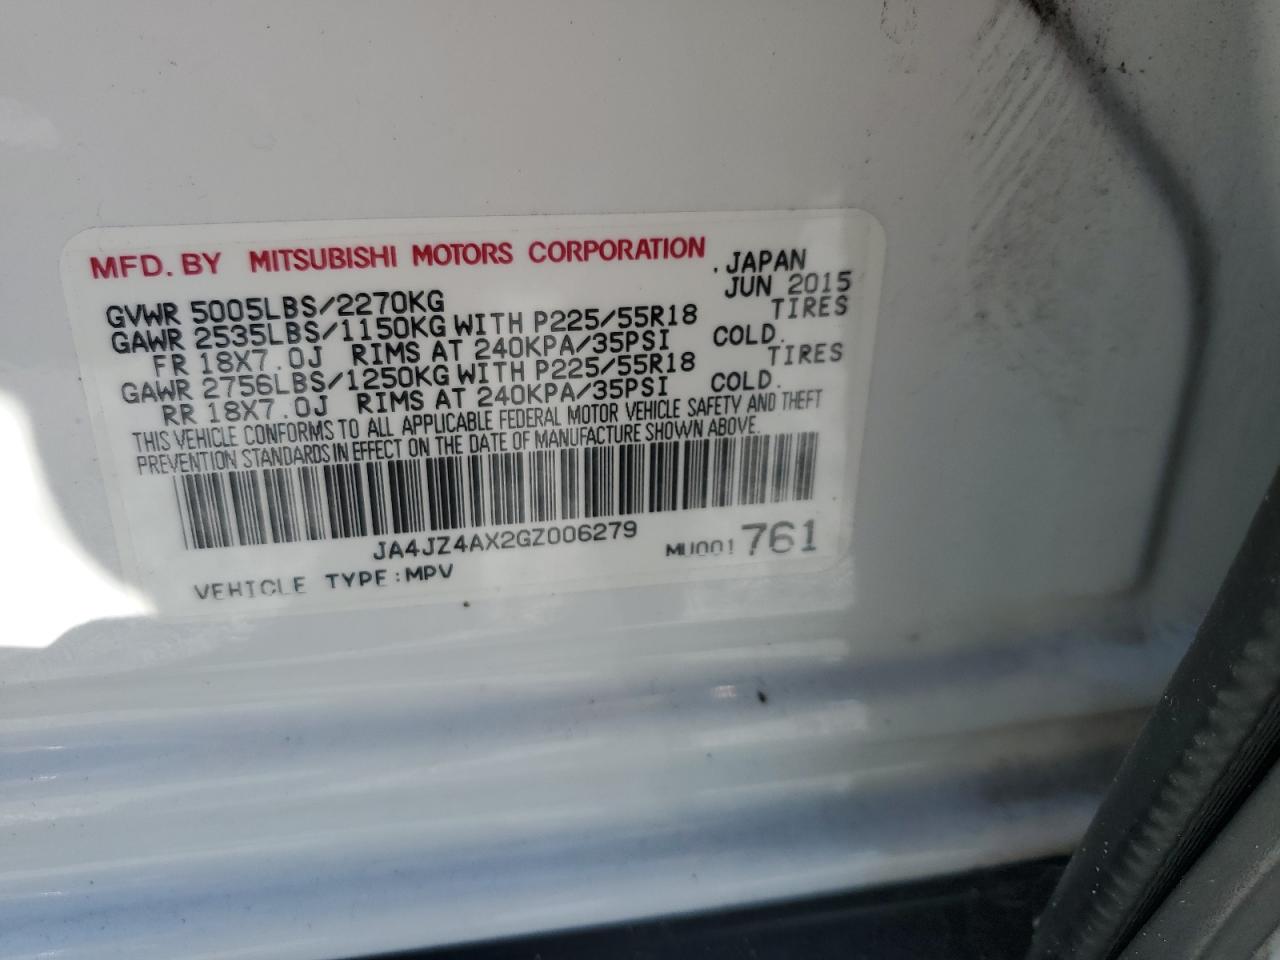 MFD. BY MITSUBISHI MOTORS CORPORATION . JAPAN
JUN 2015
GVWR 5005LBS/2270KG
GAWR 2535LBS/1150KG WITH P225/55R18 TIRES
FR 18X7.0J RIMS AT 240KPA/35PSI COLD.
GAWR 2756LBS/1250KG WITH P225/55R18 TIRES
RR 18X7.0J RIMS AT 240KPA/35PSI COLD.
THIS VEHICLE CONFORMS TO ALL APPLICABLE FEDERAL MOTOR VEHICLE SAFETY AND THEFT
PREVENTION STANDARDS IN EFFECT ON THE DATE OF MANUFACTURE SHOWN ABOVE.
JA4JZ4AX2GZ006279 MU001761
VEHICLE TYPE:MPV